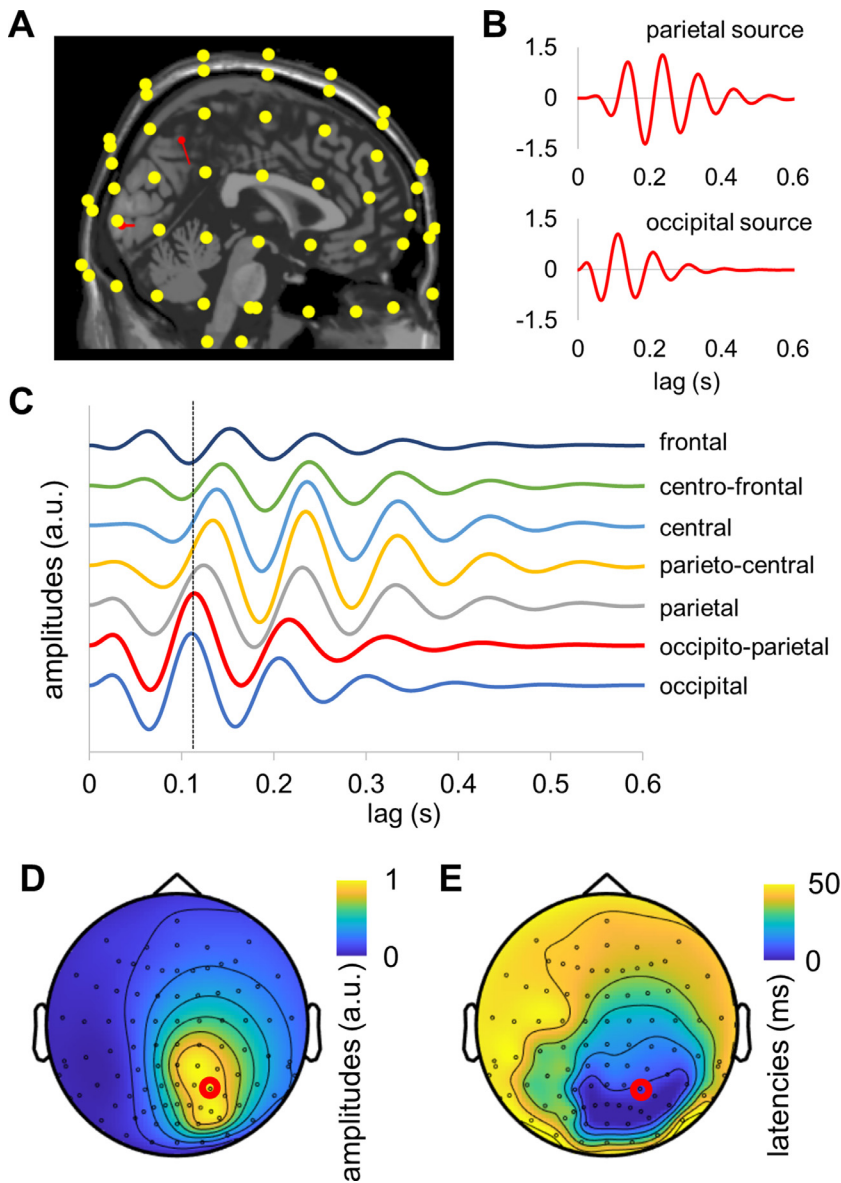 A
B
parietal source
1.5
0
-1.5
0 0.2 0.4 0.6
occipital source
1.5
0
-1.5
0 0.2 0.4 0.6
lag (s)
C
amplitudes (a.u.)
frontal
centro-frontal
central
parieto-central
parietal
occipito-parietal
occipital
0 0.1 0.2 0.3 0.4 0.5 0.6
lag (s)
D
1
0
amplitudes (a.u.)
E
50
0
latencies (ms)